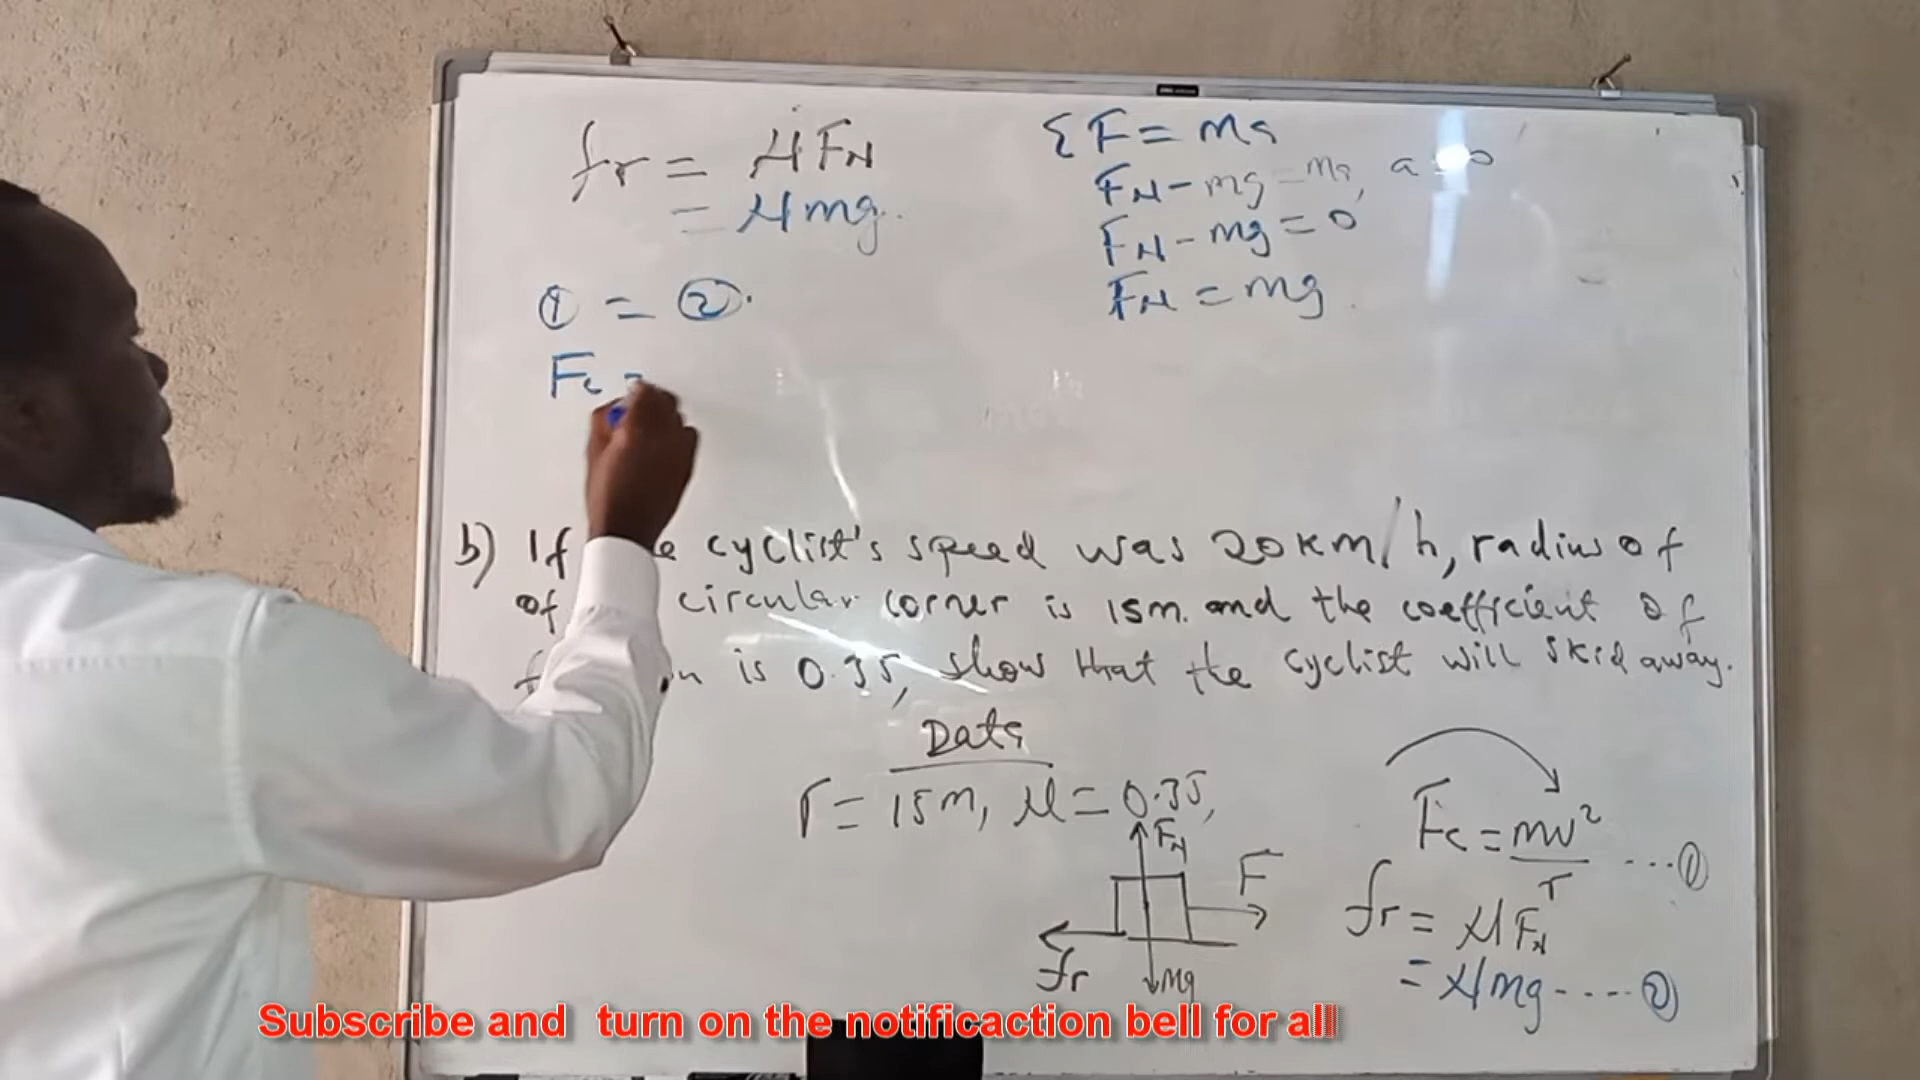 fr = μFN
= μmg.
ΣF = ma
FN - mg = ma, a = 0
FN - mg = 0
FN = mg.
① = ②.
Fc =
b) If cyclist's speed was 20km/h, radius of
of circular corner is 15m. and the coefficient of
is 0.35, show that the cyclist will skid away.
Data
r = 15m, μ = 0.35,
FN
F
fr
mg
Fc = mv²/r ...①
fr = μFN
= μmg ....②
Subscribe and turn on the notificaction bell for all